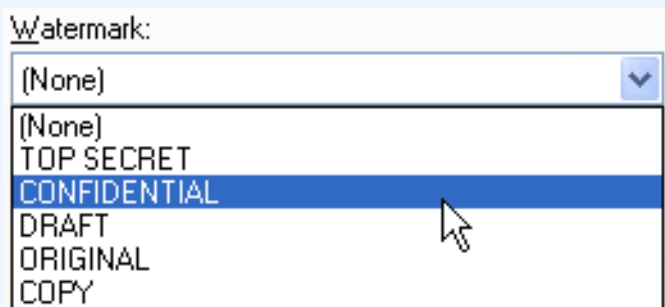 Watermark:
(None)
(None)
TOP SECRET
CONFIDENTIAL
DRAFT
ORIGINAL
COPY